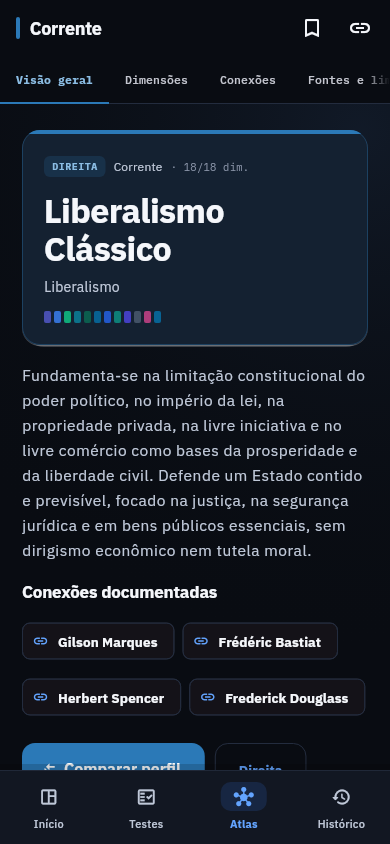 Corrente
Visão geral Dimensões Conexões Fontes e li
DIREITA Corrente · 18/18 dim.
Liberalismo
Clássico
Liberalismo
Fundamenta-se na limitação constitucional do
poder político, no império da lei, na
propriedade privada, na livre iniciativa e no
livre comércio como bases da prosperidade e
da liberdade civil. Defende um Estado contido
e previsível, focado na justiça, na segurança
jurídica e em bens públicos essenciais, sem
dirigismo econômico nem tutela moral.
Conexões documentadas
Gilson Marques Frédéric Bastiat
Herbert Spencer Frederick Douglass
Comparar perfil Direita
Início Testes Atlas Histórico